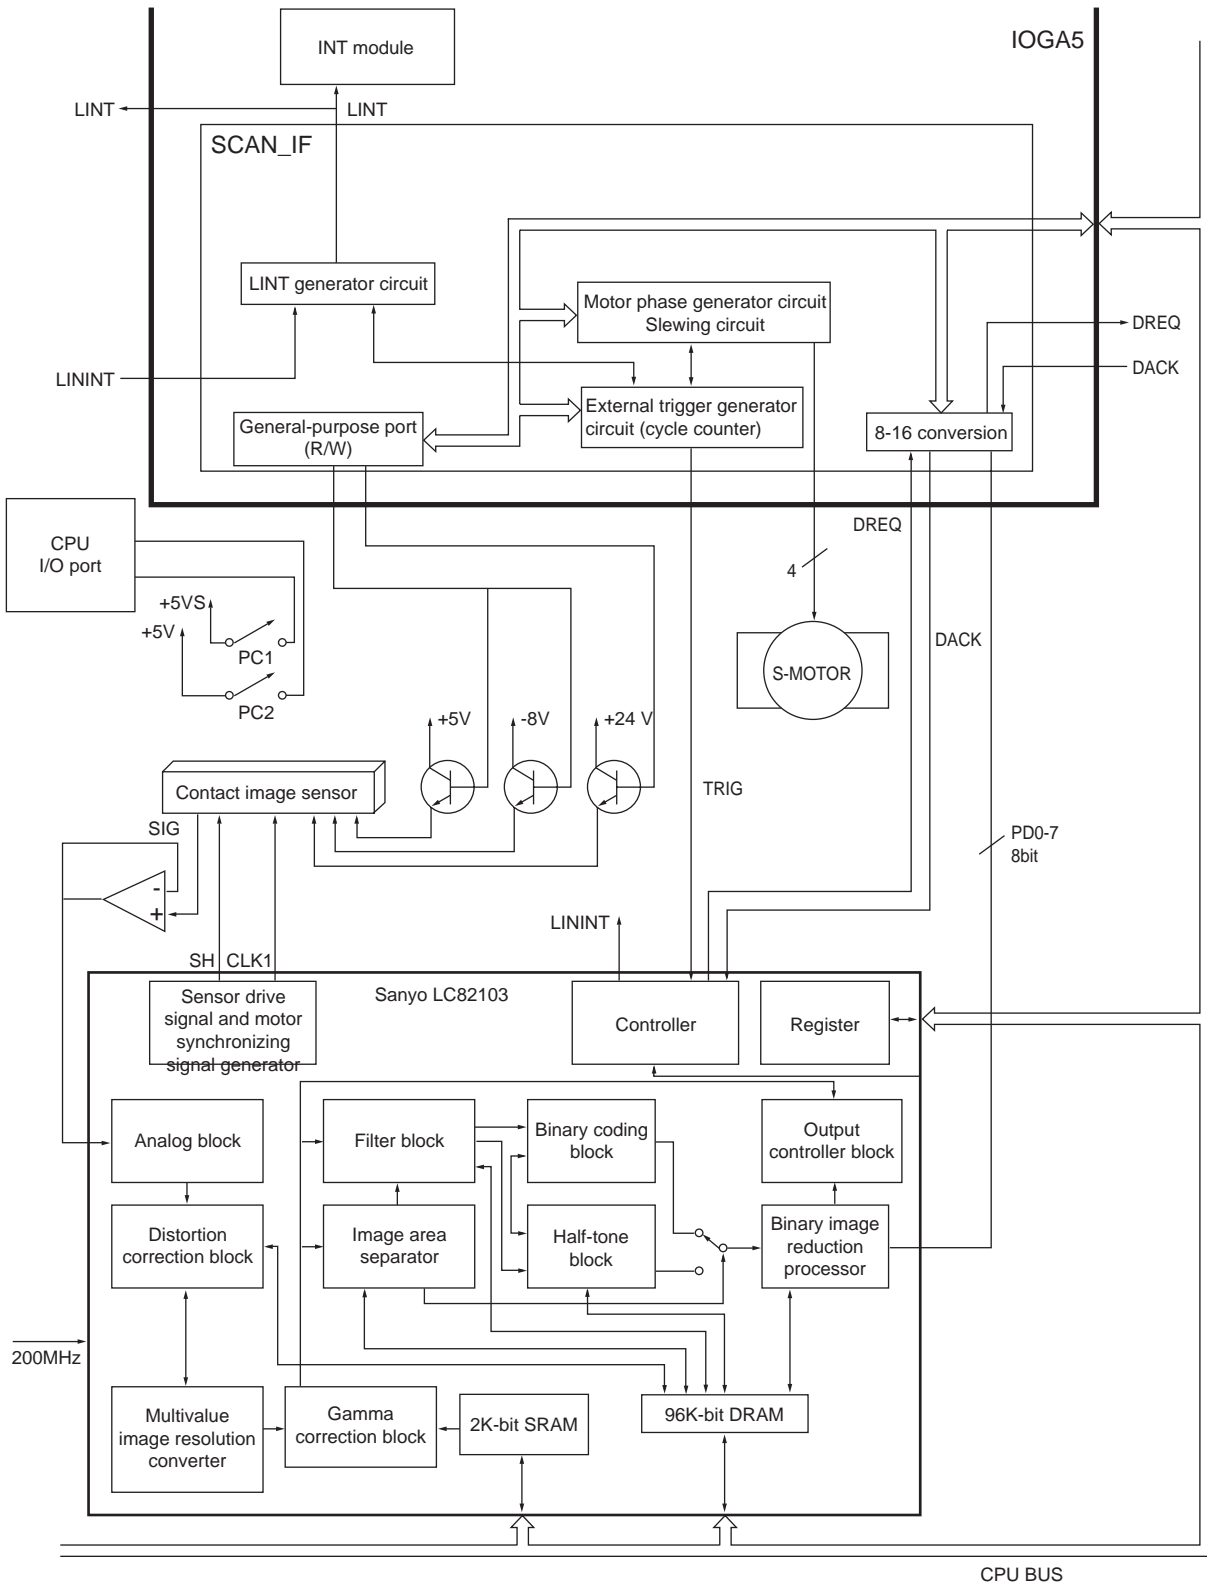 INT module
IOGA5
LINT
LINT
SCAN_IF
LINT generator circuit
Motor phase generator circuit
Slewing circuit
DREQ
DACK
LININT
External trigger generator
circuit (cycle counter)
General-purpose port
(R/W)
8-16 conversion
CPU
I/O port
DREQ
4
+5VS
+5V
PC1
PC2
DACK
S-MOTOR
+5V
-8V
+24 V
Contact image sensor
TRIG
SIG
PD0-7
8bit
-
+
LININT
SH
CLK1
Sanyo LC82103
Sensor drive
signal and motor
synchronizing
signal generator
Controller
Register
Analog block
Filter block
Binary coding
block
Output
controller block
Distortion
correction block
Image area
separator
Half-tone
block
Binary image
reduction
processor
200MHz
Multivalue
image resolution
converter
Gamma
correction block
2K-bit SRAM
96K-bit DRAM
CPU BUS